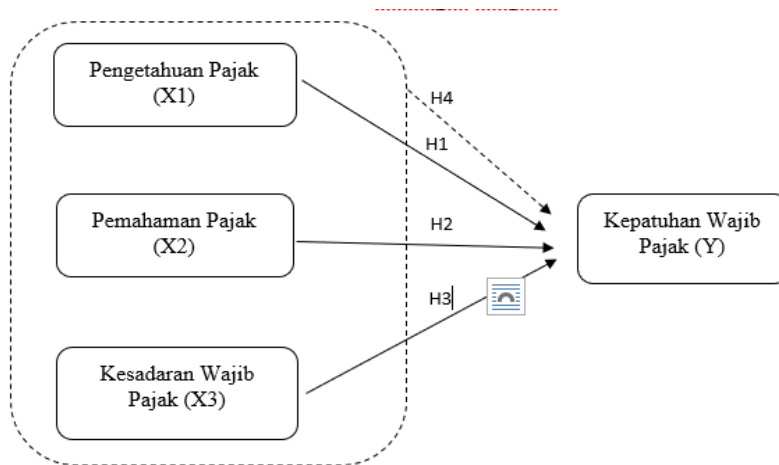 Pengetahuan Pajak
(X1)
H4
H1
Pemahaman Pajak
(X2)
H2
Kepatuhan Wajib
Pajak (Y)
H3
Kesadaran Wajib
Pajak (X3)